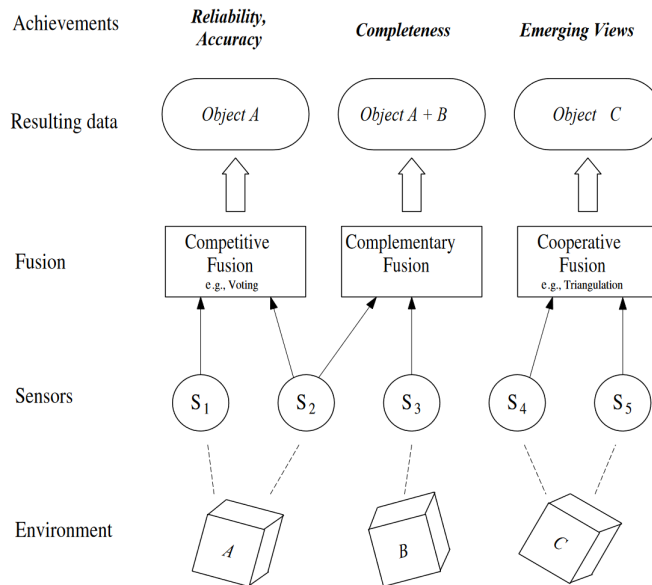 Achievements
Reliability,
Accuracy
Completeness
Emerging Views
Resulting data
Object A
Object A + B
Object C
Fusion
Competitive
Fusion
e.g., Voting
Complementary
Fusion
Cooperative
Fusion
e.g., Triangulation
Sensors
S1
S2
S3
S4
S5
Environment
A
B
C